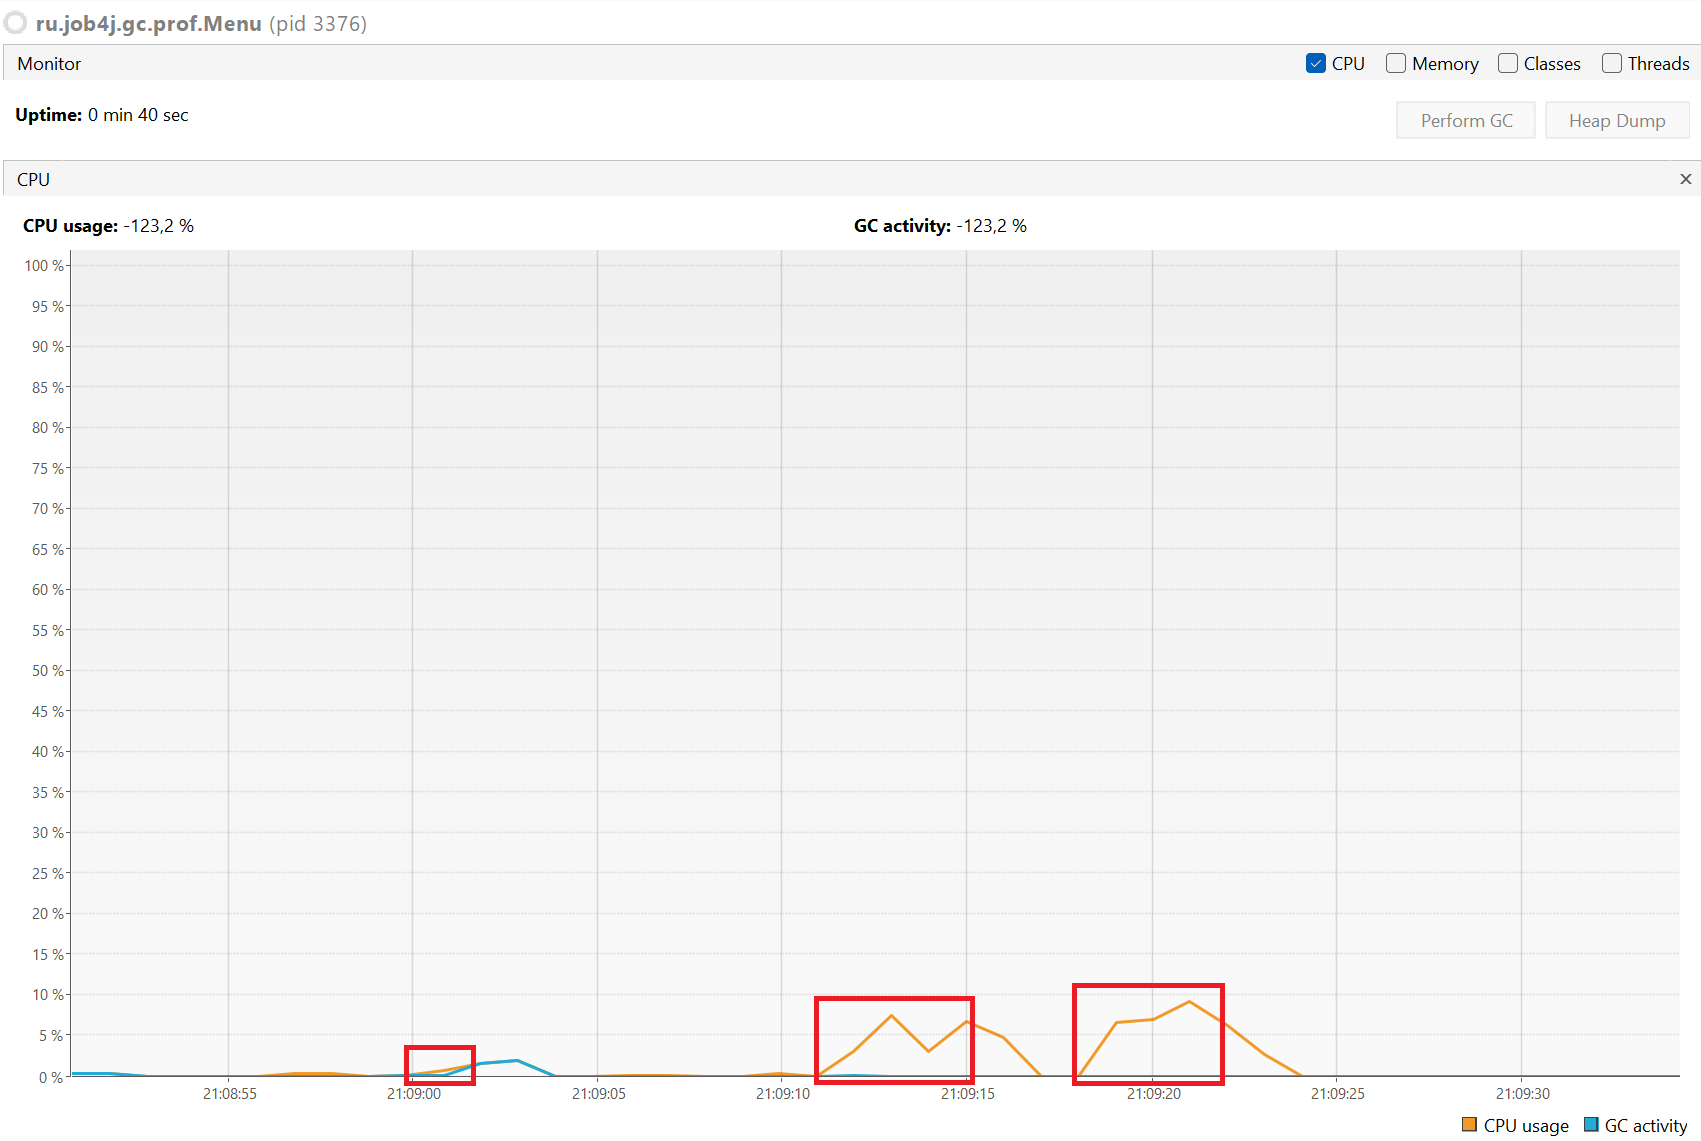 ru.job4j.gc.prof.Menu (pid 3376)
Monitor
CPU Memory Classes Threads
Uptime: 0 min 40 sec
Perform GC Heap Dump
CPU
CPU usage: -123,2 % GC activity: -123,2 %
100 %
95 %
90 %
85 %
80 %
75 %
70 %
65 %
60 %
55 %
50 %
45 %
40 %
35 %
30 %
25 %
20 %
15 %
10 %
5 %
0 %
21:08:55 21:09:00 21:09:05 21:09:10 21:09:15 21:09:20 21:09:25 21:09:30
CPU usage GC activity